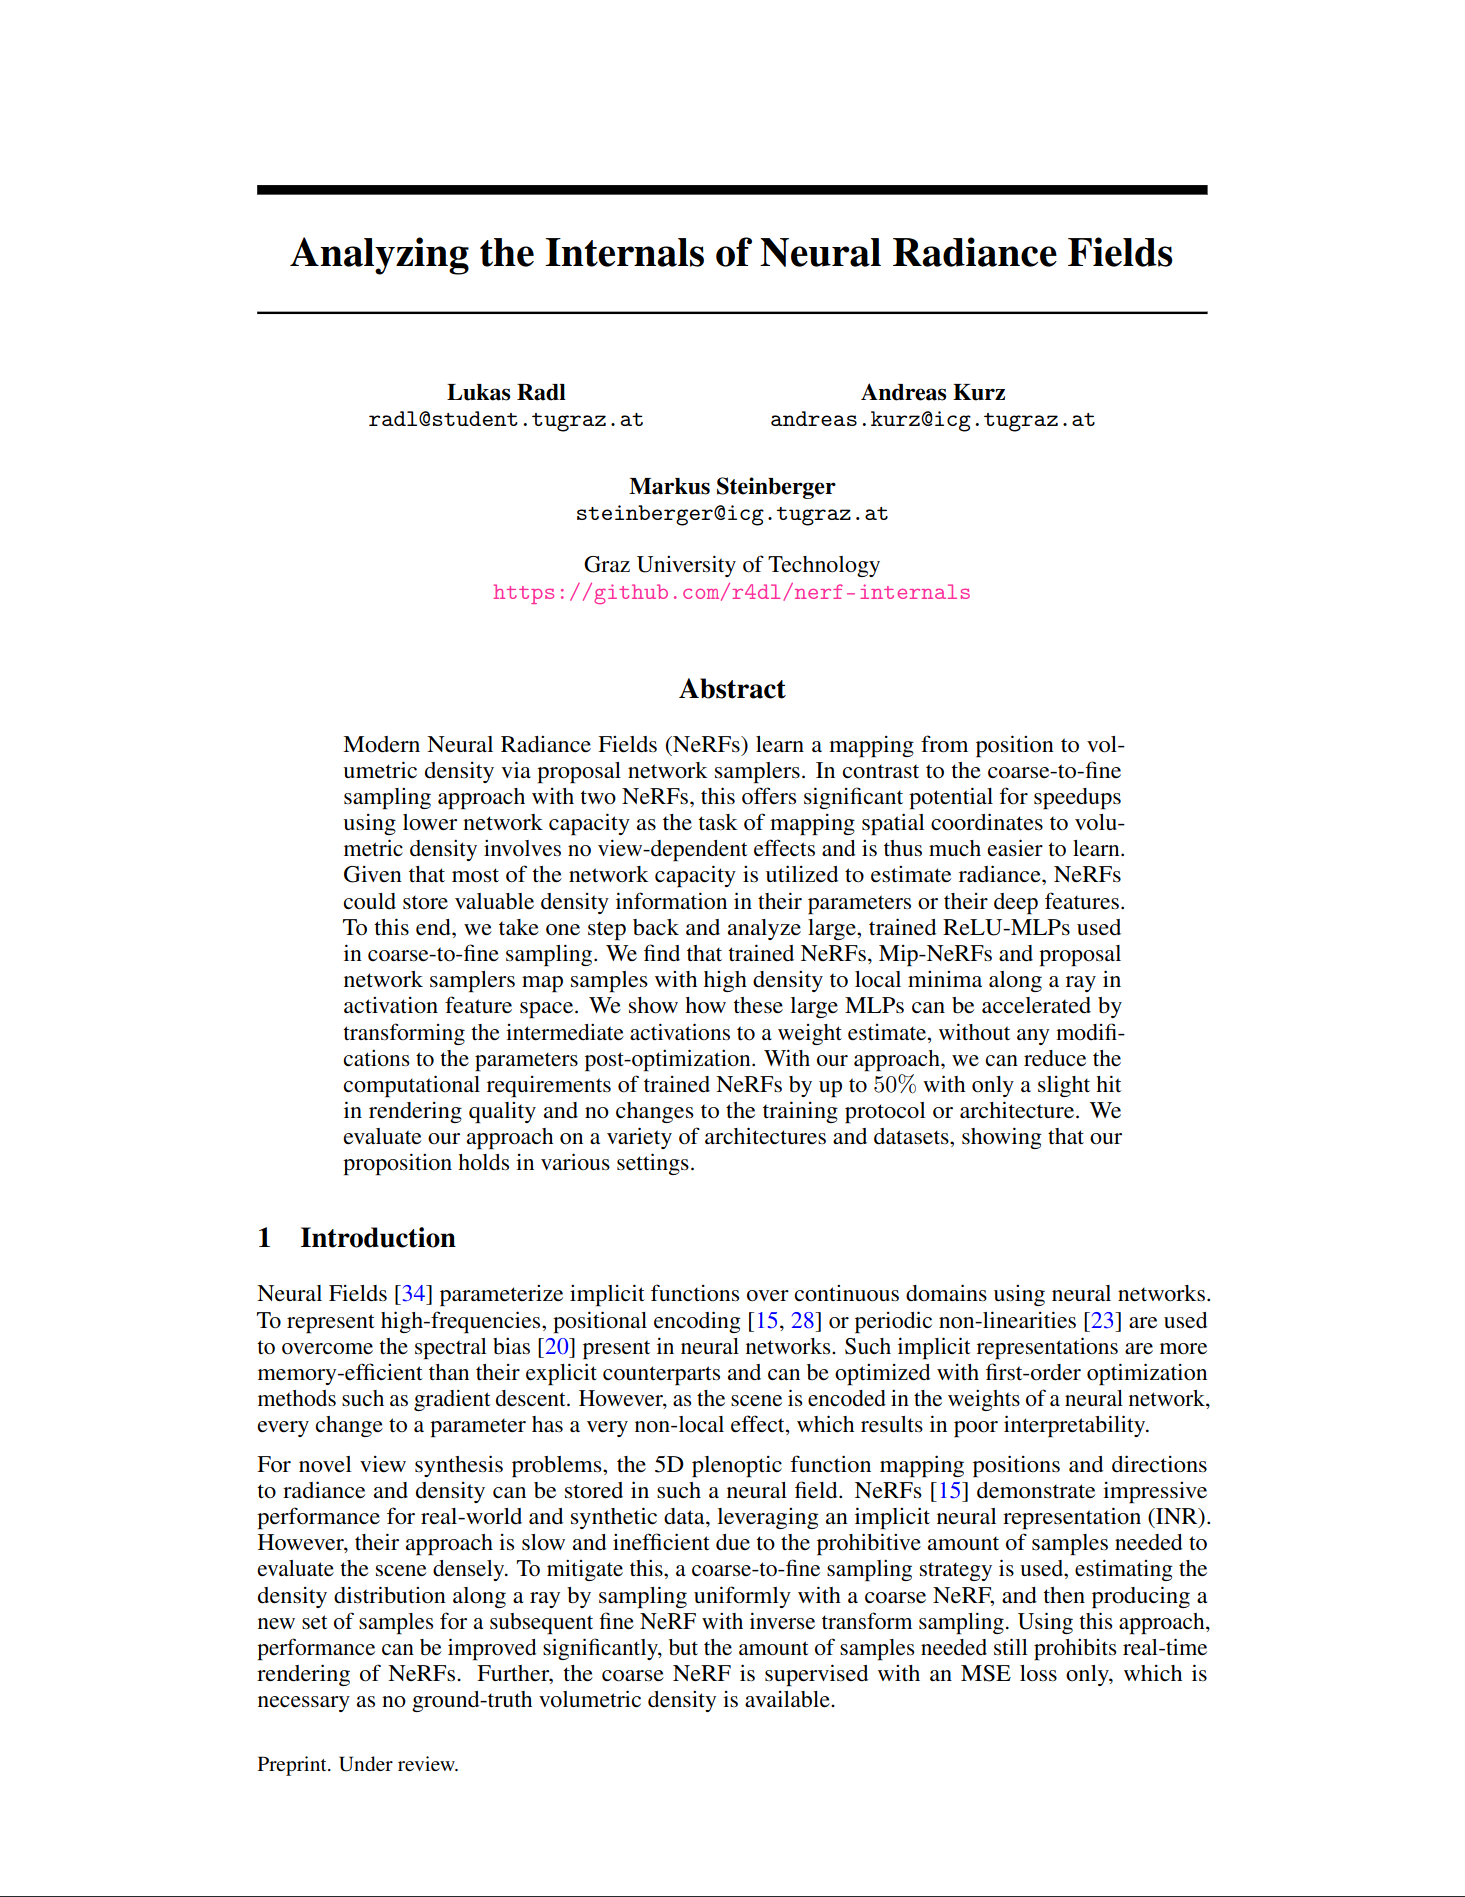 Analyzing the Internals of Neural Radiance Fields
Lukas Radl
radl@student.tugraz.at
Andreas Kurz
andreas.kurz@icg.tugraz.at
Markus Steinberger
steinberger@icg.tugraz.at
Graz University of Technology
https://github.com/r4dl/nerf-internals
Abstract
Modern Neural Radiance Fields (NeRFs) learn a mapping from position to vol-
umetric density via proposal network samplers. In contrast to the coarse-to-fine
sampling approach with two NeRFs, this offers significant potential for speedups
using lower network capacity as the task of mapping spatial coordinates to volu-
metric density involves no view-dependent effects and is thus much easier to learn.
Given that most of the network capacity is utilized to estimate radiance, NeRFs
could store valuable density information in their parameters or their deep features.
To this end, we take one step back and analyze large, trained ReLU-MLPs used
in coarse-to-fine sampling. We find that trained NeRFs, Mip-NeRFs and proposal
network samplers map samples with high density to local minima along a ray in
activation feature space. We show how these large MLPs can be accelerated by
transforming the intermediate activations to a weight estimate, without any modifi-
cations to the parameters post-optimization. With our approach, we can reduce the
computational requirements of trained NeRFs by up to 50% with only a slight hit
in rendering quality and no changes to the training protocol or architecture. We
evaluate our approach on a variety of architectures and datasets, showing that our
proposition holds in various settings.
1 Introduction
Neural Fields [34] parameterize implicit functions over continuous domains using neural networks.
To represent high-frequencies, positional encoding [15, 28] or periodic non-linearities [23] are used
to overcome the spectral bias [20] present in neural networks. Such implicit representations are more
memory-efficient than their explicit counterparts and can be optimized with first-order optimization
methods such as gradient descent. However, as the scene is encoded in the weights of a neural network,
every change to a parameter has a very non-local effect, which results in poor interpretability.
For novel view synthesis problems, the 5D plenoptic function mapping positions and directions
to radiance and density can be stored in such a neural field. NeRFs [15] demonstrate impressive
performance for real-world and synthetic data, leveraging an implicit neural representation (INR).
However, their approach is slow and inefficient due to the prohibitive amount of samples needed to
evaluate the scene densely. To mitigate this, a coarse-to-fine sampling strategy is used, estimating the
density distribution along a ray by sampling uniformly with a coarse NeRF, and then producing a
new set of samples for a subsequent fine NeRF with inverse transform sampling. Using this approach,
performance can be improved significantly, but the amount of samples needed still prohibits real-time
rendering of NeRFs. Further, the coarse NeRF is supervised with an MSE loss only, which is
necessary as no ground-truth volumetric density is available.
Preprint. Under review.